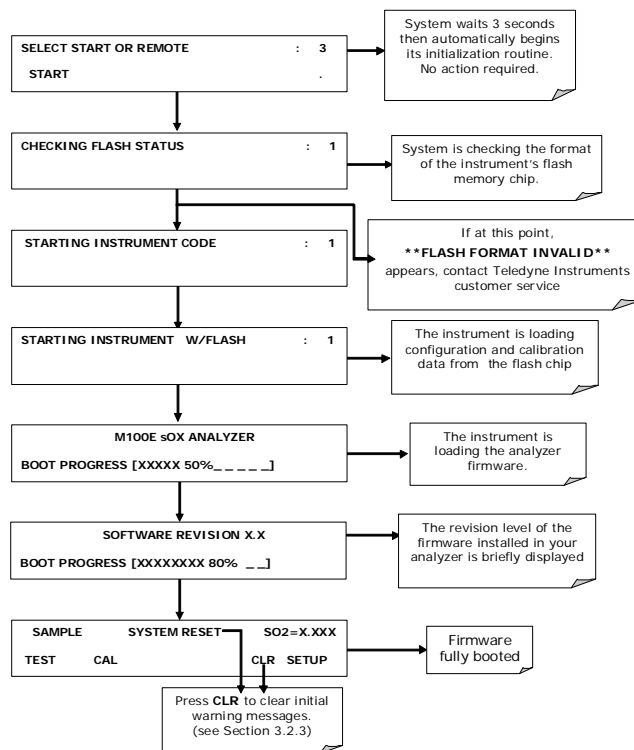 SELECT START OR REMOTE : 3
START .
System waits 3 seconds
then automatically begins
its initialization routine.
No action required.
CHECKING FLASH STATUS : 1
System is checking the format
of the instrument's flash
memory chip.
STARTING INSTRUMENT CODE : 1
If at this point,
**FLASH FORMAT INVALID**
appears, contact Teledyne Instruments
customer service
STARTING INSTRUMENT W/FLASH : 1
The instrument is loading
configuration and calibration
data from the flash chip
M100E sOX ANALYZER
BOOT PROGRESS [XXXXX 50%_ _ _ _ _]
The instrument is
loading the analyzer
firmware.
SOFTWARE REVISION X.X
BOOT PROGRESS [XXXXXXXX 80% _ _]
The revision level of the
firmware installed in your
analyzer is briefly displayed
SAMPLE SYSTEM RESET SO2=X.XXX
TEST CAL CLR SETUP
Firmware
fully booted
Press CLR to clear initial
warning messages.
(see Section 3.2.3)